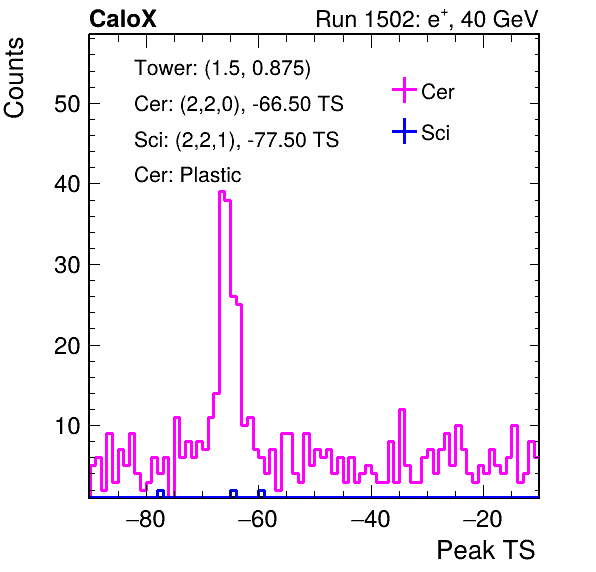 CaloX Run 1502: e+, 40 GeV
Counts
Tower: (1.5, 0.875)
Cer: (2,2,0), -66.50 TS
Sci: (2,2,1), -77.50 TS
Cer: Plastic
Cer
Sci
50
40
30
20
10
−80 −60 −40 −20
Peak TS